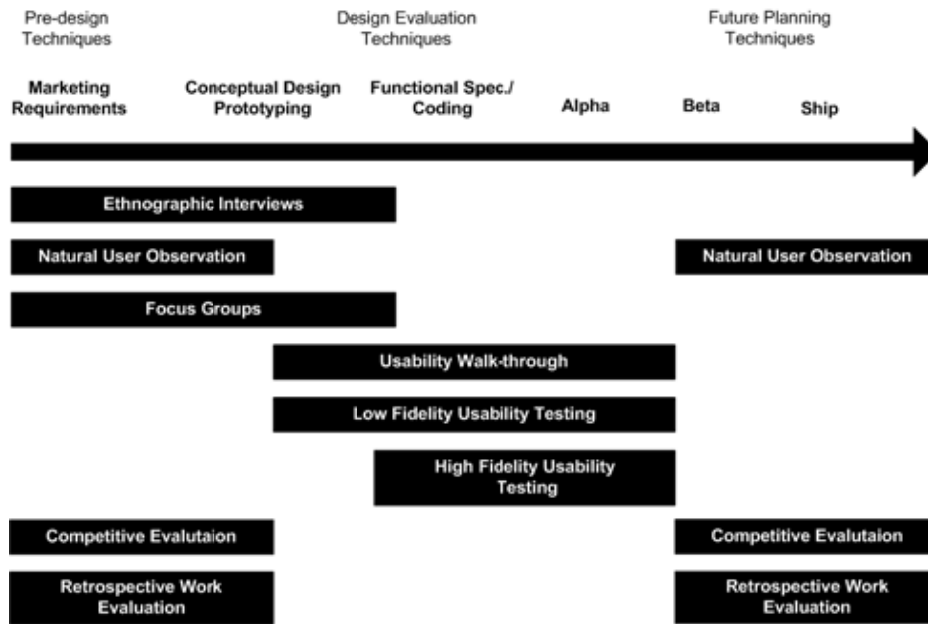 Pre-design
Techniques
Design Evaluation
Techniques
Future Planning
Techniques
Marketing
Requirements
Conceptual Design
Prototyping
Functional Spec./
Coding
Alpha
Beta
Ship
Ethnographic Interviews
Natural User Observation
Natural User Observation
Focus Groups
Usability Walk-through
Low Fidelity Usability Testing
High Fidelity Usability
Testing
Competitive Evalutaion
Competitive Evalutaion
Retrospective Work
Evaluation
Retrospective Work
Evaluation